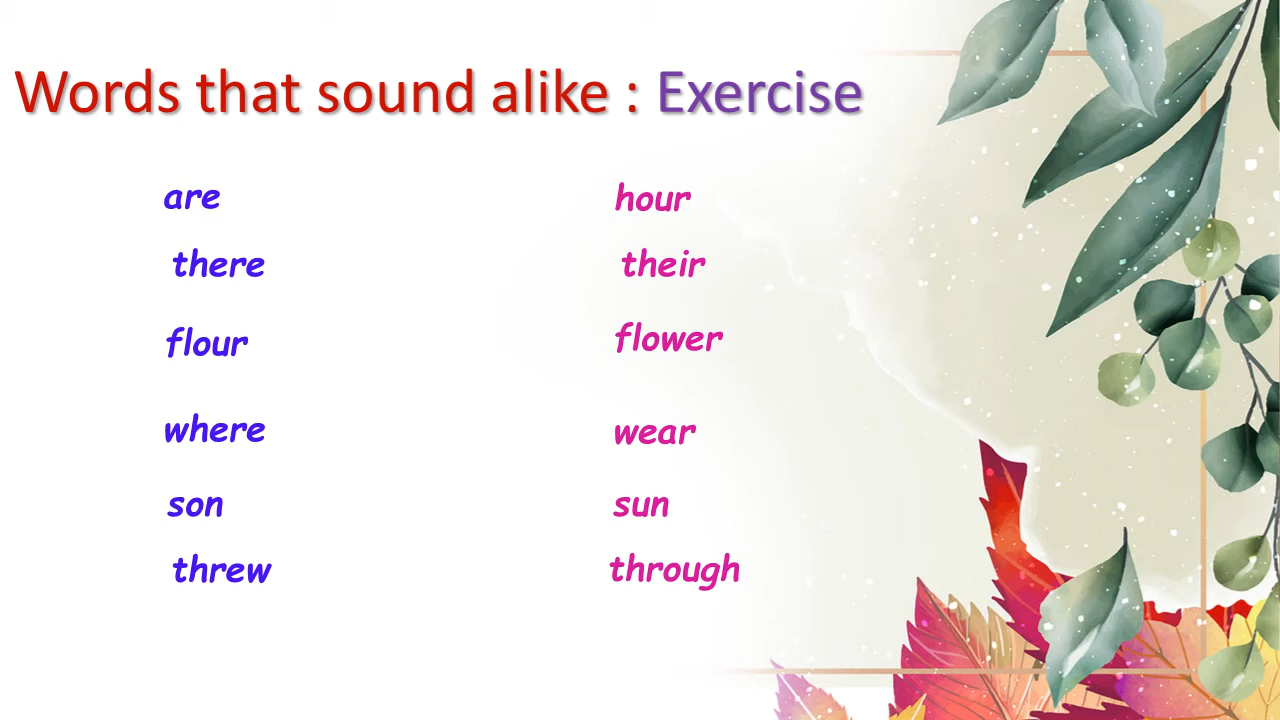 Words that sound alike : Exercise
are hour
there their
flour flower
where wear
son sun
threw through